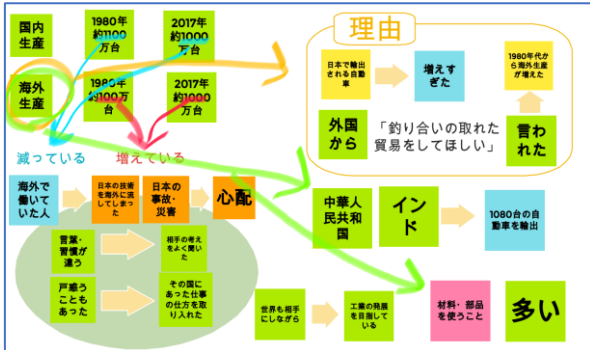 国内
生産
1980年
約1100
万台
2017年
約1000
万台
海外
生産
1980年
約100万
台
2017年
約1000
万台
減っている
増えている
理由
日本で輸出
される自動
車
増えす
ぎた
1980年代か
ら海外生産
が増えた
外国
から
「釣り合いの取れた
貿易をしてほしい」
言わ
れた
海外で
働いてい
た人
日本の技術
を海外に流
してしまっ
た
日本の
事故・
災害
心配
言葉・
習慣が
違う
相手の考え
をよく聞い
た
戸惑う
ことも
あった
その国に
あった仕事
の仕方を取
り入れた
中華人
民共和
国
イン
ド
1080台の自
動車を輸出
世界も相手
にしながら
工業の発展
を目指して
いる
材料・部品
を使うこと
多い